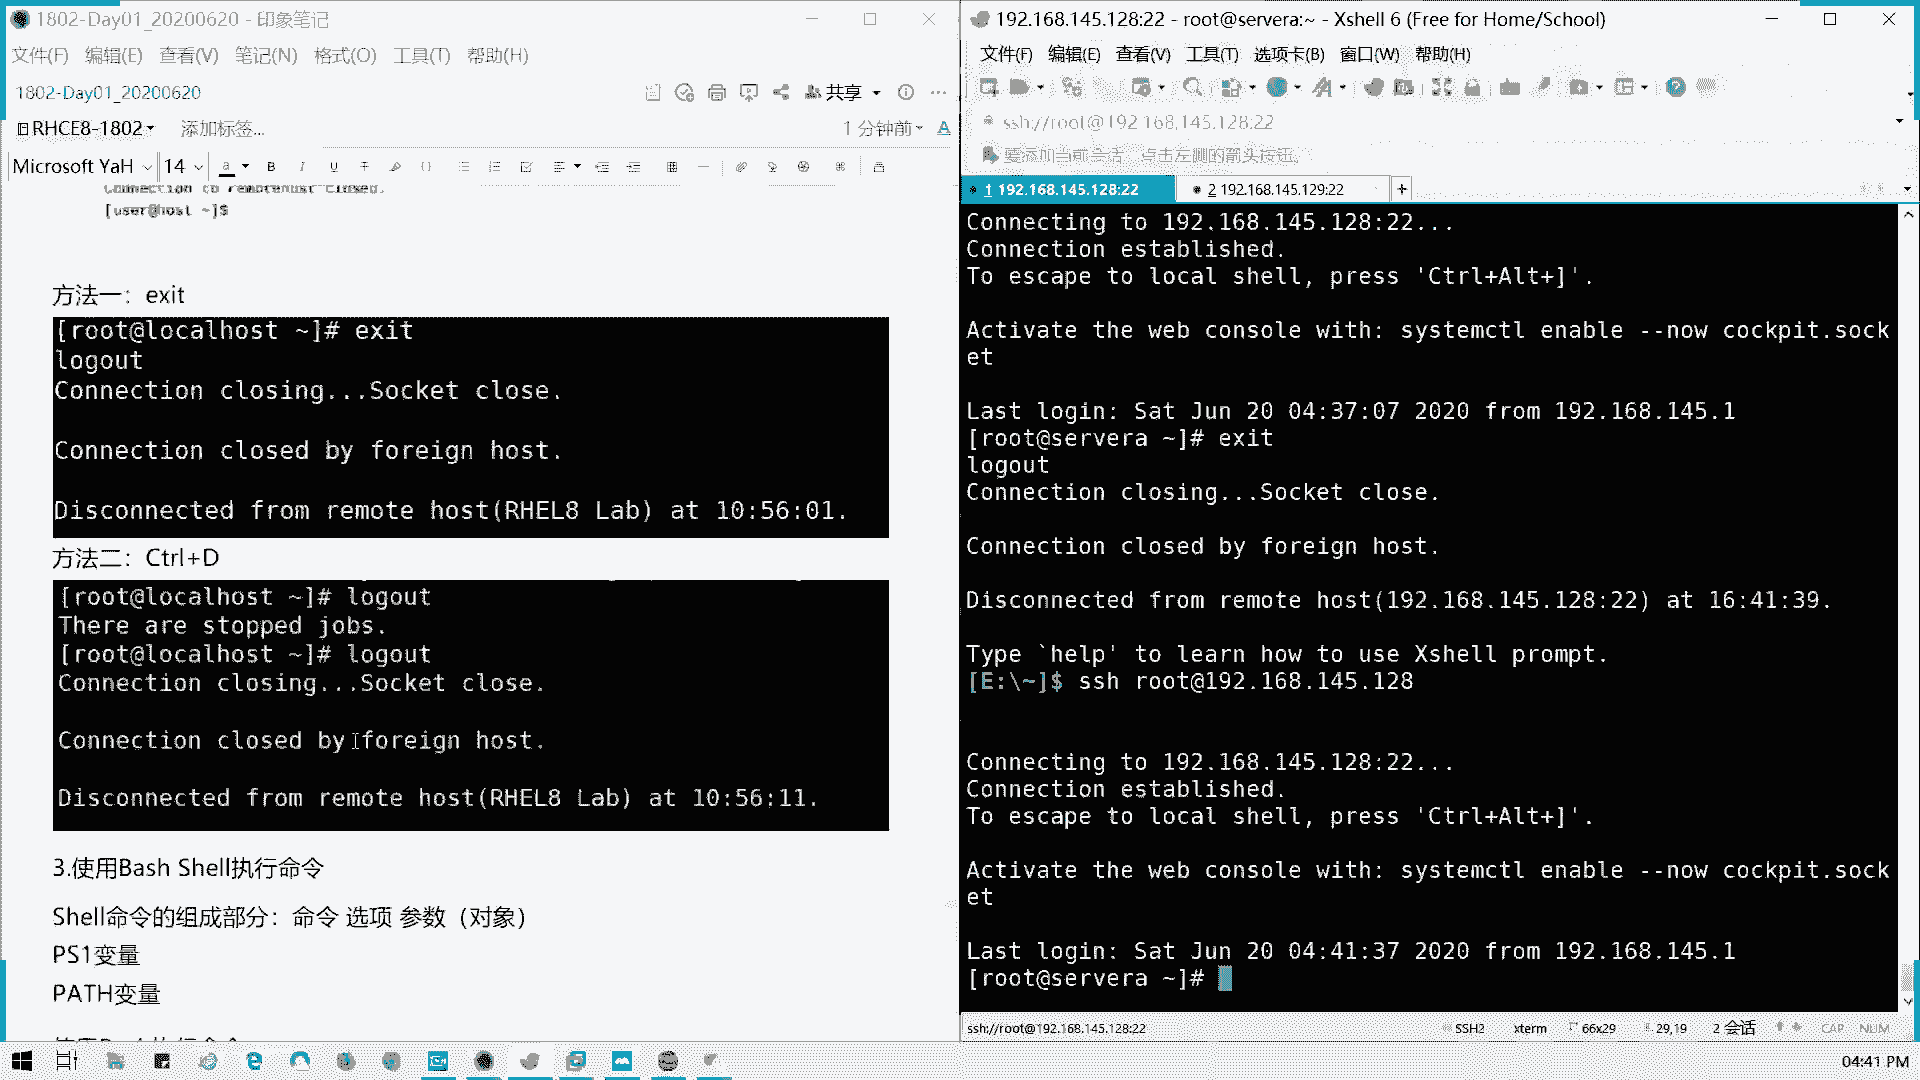 1802-Day01_20200620 - 印象笔记
文件(F) 编辑(E) 查看(V) 笔记(N) 格式(O) 工具(T) 帮助(H)
1802-Day01_20200620
共享
RHCE8-1802 添加标签...
1 分钟前
Microsoft YaH 14
Connection to remotehost closed.
[user@host ~]$
方法一：exit
[root@localhost ~]# exit
logout
Connection closing...Socket close.
Connection closed by foreign host.
Disconnected from remote host(RHEL8 Lab) at 10:56:01.
方法二：Ctrl+D
[root@localhost ~]# logout
There are stopped jobs.
[root@localhost ~]# logout
Connection closing...Socket close.
Connection closed by foreign host.
Disconnected from remote host(RHEL8 Lab) at 10:56:11.
3.使用Bash Shell执行命令
Shell命令的组成部分：命令 选项 参数（对象）
PS1变量
PATH变量
192.168.145.128:22 - root@servera:~ - Xshell 6 (Free for Home/School)
文件(F) 编辑(E) 查看(V) 工具(T) 选项卡(B) 窗口(W) 帮助(H)
ssh://root@192.168.145.128:22
要添加当前会话，点击左侧的箭头按钮。
1 192.168.145.128:22
2 192.168.145.129:22
Connecting to 192.168.145.128:22...
Connection established.
To escape to local shell, press 'Ctrl+Alt+]'.
Activate the web console with: systemctl enable --now cockpit.sock
et
Last login: Sat Jun 20 04:37:07 2020 from 192.168.145.1
[root@servera ~]# exit
logout
Connection closing...Socket close.
Connection closed by foreign host.
Disconnected from remote host(192.168.145.128:22) at 16:41:39.
Type `help' to learn how to use Xshell prompt.
[E:\~]$ ssh root@192.168.145.128
Connecting to 192.168.145.128:22...
Connection established.
To escape to local shell, press 'Ctrl+Alt+]'.
Activate the web console with: systemctl enable --now cockpit.sock
et
Last login: Sat Jun 20 04:41:37 2020 from 192.168.145.1
[root@servera ~]#
ssh://root@192.168.145.128:22 SSH2 xterm 66x29 29,19 2 会话 CAP NUM
04:41 PM